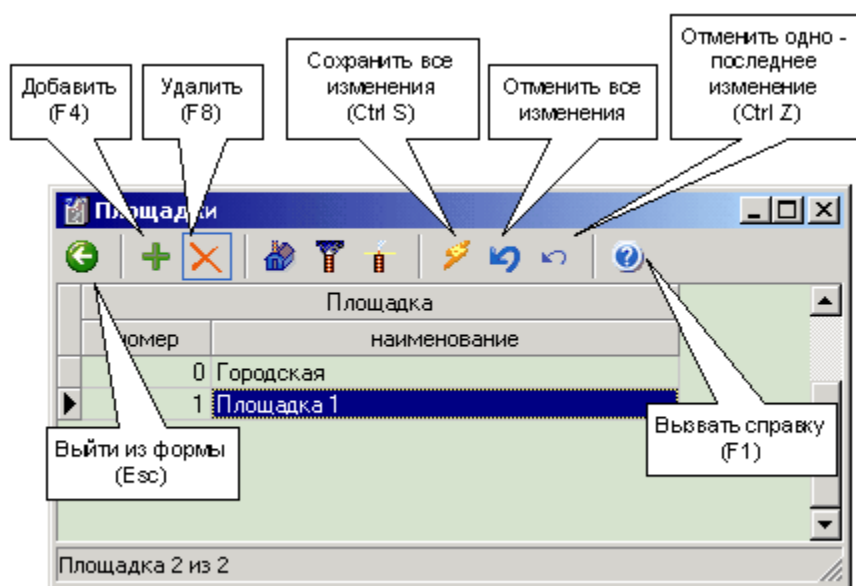 Добавить
(F4)
Удалить
(F8)
Сохранить все
изменения
(Ctrl S)
Отменить все
изменения
Отменить одно -
последнее
изменение
(Ctrl Z)
Площадки
Площадка
номер
наименование
0 Городская
1 Площадка 1
Выйти из формы
(Esc)
Вызвать справку
(F1)
Площадка 2 из 2